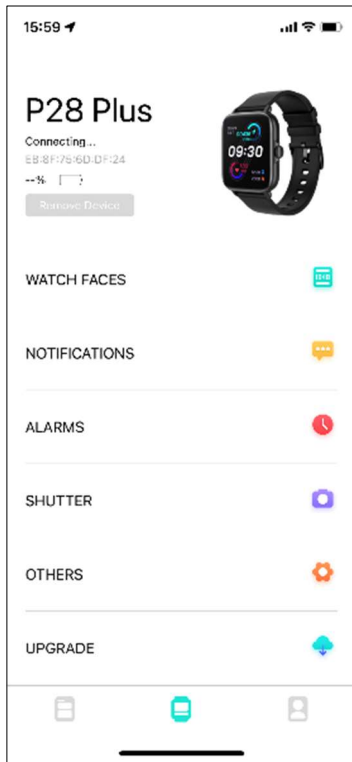 15:59
P28 Plus
Connecting...
EB:8F:75:6D:DF:24
--%
Remove Device
09:30
WATCH FACES
NOTIFICATIONS
ALARMS
SHUTTER
OTHERS
UPGRADE